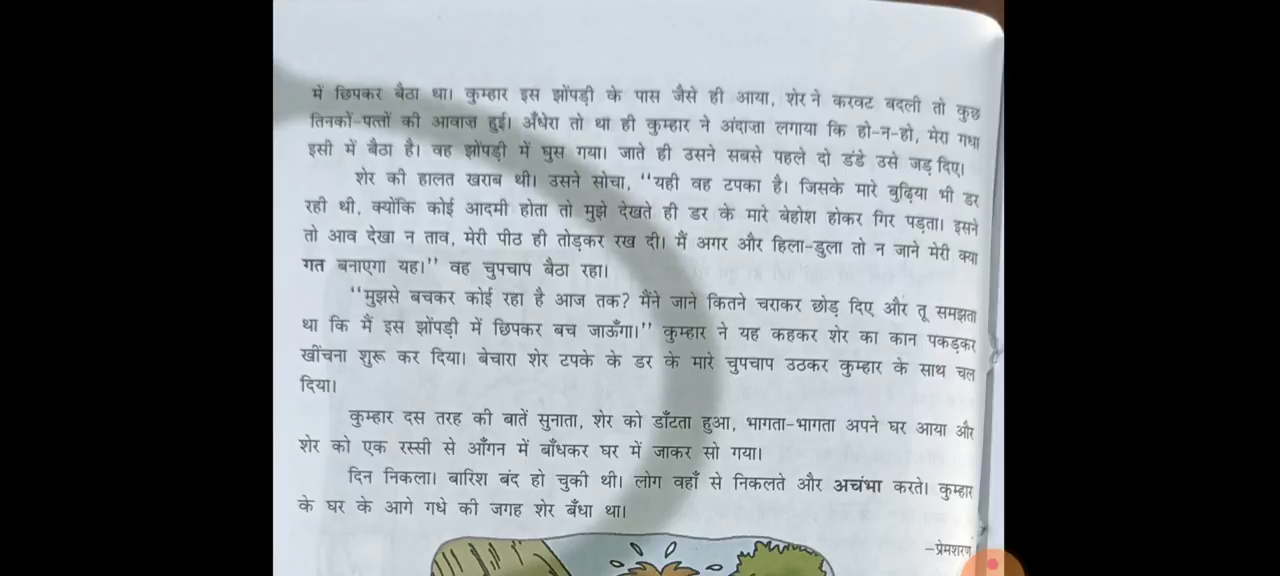 में छिपकर बैठा था। कुम्हार इस झोंपड़ी के पास जैसे ही आया, शेर ने करवट बदली तो कुछ
तिनकों-पत्तों की आवाज़ हुई। अँधेरा तो था ही कुम्हार ने अंदाज़ा लगाया कि हो-न-हो, मेरा गधा
इसी में बैठा है। वह झोंपड़ी में घुस गया। जाते ही उसने सबसे पहले दो डंडे उसे जड़ दिए।
शेर की हालत खराब थी। उसने सोचा, “यही वह टपका है। जिसके मारे बुढ़िया भी डर
रही थी, क्योंकि कोई आदमी होता तो मुझे देखते ही डर के मारे बेहोश होकर गिर पड़ता। इसने
तो आव देखा न ताव, मेरी पीठ ही तोड़कर रख दी। मैं अगर और हिला-डुला तो न जाने मेरी क्या
गत बनाएगा यह।” वह चुपचाप बैठा रहा।
“मुझसे बचकर कोई रहा है आज तक? मैंने जाने कितने चराकर छोड़ दिए और तू समझता
था कि मैं इस झोंपड़ी में छिपकर बच जाऊँगा।” कुम्हार ने यह कहकर शेर का कान पकड़कर
खींचना शुरू कर दिया। बेचारा शेर टपके के डर के मारे चुपचाप उठकर कुम्हार के साथ चल
दिया।
कुम्हार दस तरह की बातें सुनाता, शेर को डाँटता हुआ, भागता-भागता अपने घर आया और
शेर को एक रस्सी से आँगन में बाँधकर घर में जाकर सो गया।
दिन निकला। बारिश बंद हो चुकी थी। लोग वहाँ से निकलते और अचंभा करते। कुम्हार
के घर के आगे गधे की जगह शेर बँधा था।
–प्रेमशरण